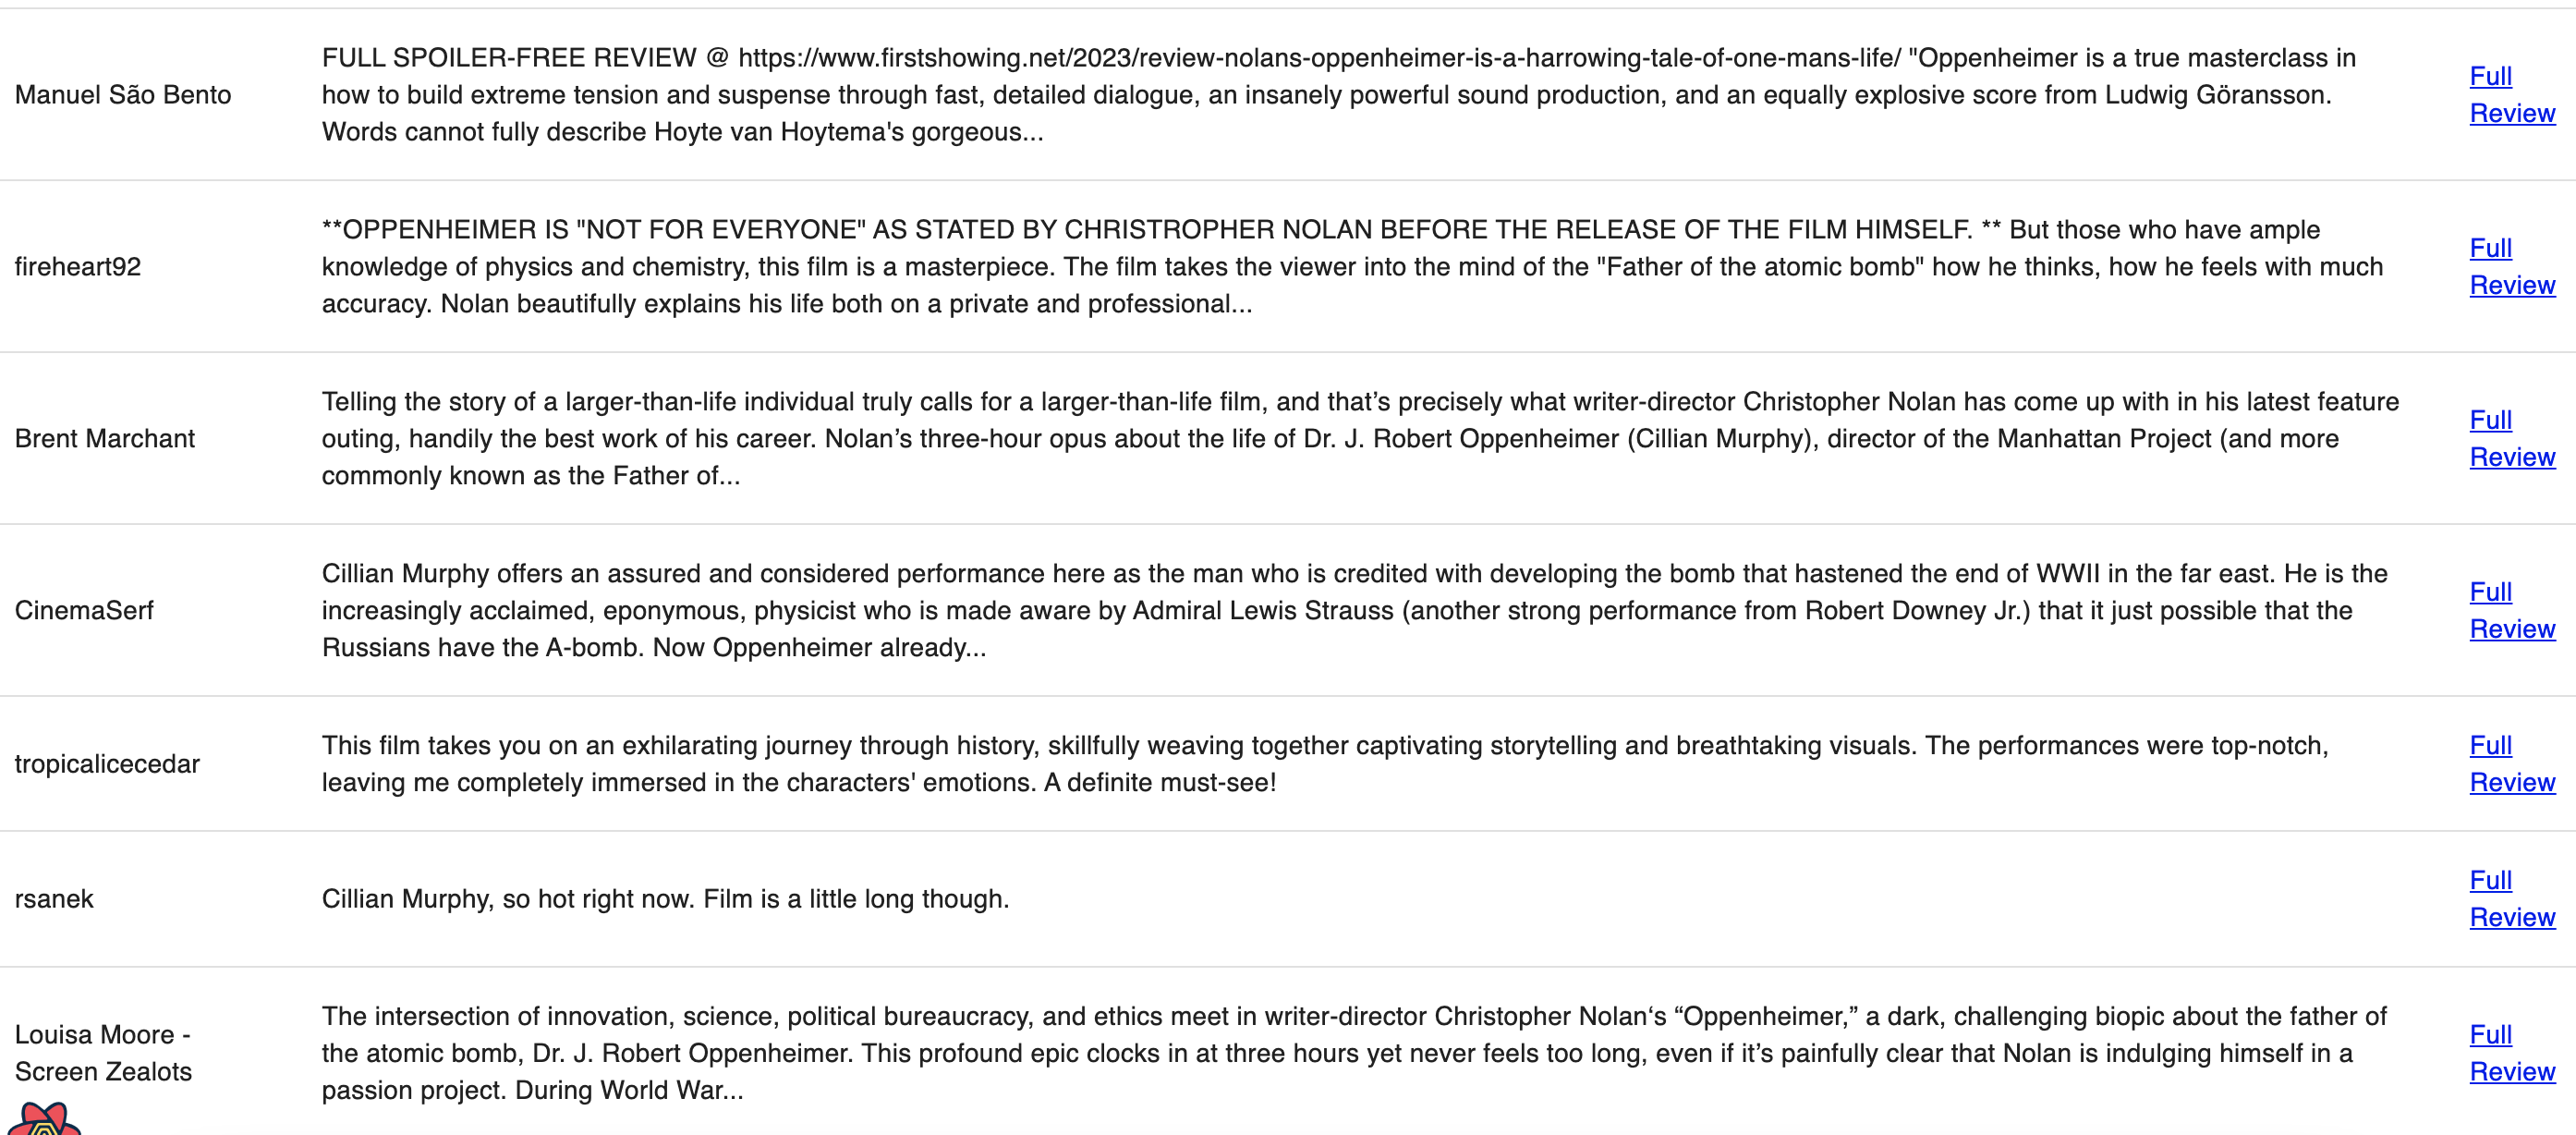 Manuel São Bento
FULL SPOILER-FREE REVIEW @ https://www.firstshowing.net/2023/review-nolans-oppenheimer-is-a-harrowing-tale-of-one-mans-life/ "Oppenheimer is a true masterclass in
how to build extreme tension and suspense through fast, detailed dialogue, an insanely powerful sound production, and an equally explosive score from Ludwig Göransson.
Words cannot fully describe Hoyte van Hoytema's gorgeous...
Full
Review
fireheart92
**OPPENHEIMER IS "NOT FOR EVERYONE" AS STATED BY CHRISTROPHER NOLAN BEFORE THE RELEASE OF THE FILM HIMSELF. ** But those who have ample
knowledge of physics and chemistry, this film is a masterpiece. The film takes the viewer into the mind of the "Father of the atomic bomb" how he thinks, how he feels with much
accuracy. Nolan beautifully explains his life both on a private and professional...
Full
Review
Brent Marchant
Telling the story of a larger-than-life individual truly calls for a larger-than-life film, and that’s precisely what writer-director Christopher Nolan has come up with in his latest feature
outing, handily the best work of his career. Nolan’s three-hour opus about the life of Dr. J. Robert Oppenheimer (Cillian Murphy), director of the Manhattan Project (and more
commonly known as the Father of...
Full
Review
CinemaSerf
Cillian Murphy offers an assured and considered performance here as the man who is credited with developing the bomb that hastened the end of WWII in the far east. He is the
increasingly acclaimed, eponymous, physicist who is made aware by Admiral Lewis Strauss (another strong performance from Robert Downey Jr.) that it just possible that the
Russians have the A-bomb. Now Oppenheimer already...
Full
Review
tropicalicecedar
This film takes you on an exhilarating journey through history, skillfully weaving together captivating storytelling and breathtaking visuals. The performances were top-notch,
leaving me completely immersed in the characters' emotions. A definite must-see!
Full
Review
rsanek
Cillian Murphy, so hot right now. Film is a little long though.
Full
Review
Louisa Moore -
Screen Zealots
The intersection of innovation, science, political bureaucracy, and ethics meet in writer-director Christopher Nolan‘s “Oppenheimer,” a dark, challenging biopic about the father of
the atomic bomb, Dr. J. Robert Oppenheimer. This profound epic clocks in at three hours yet never feels too long, even if it’s painfully clear that Nolan is indulging himself in a
passion project. During World War...
Full
Review